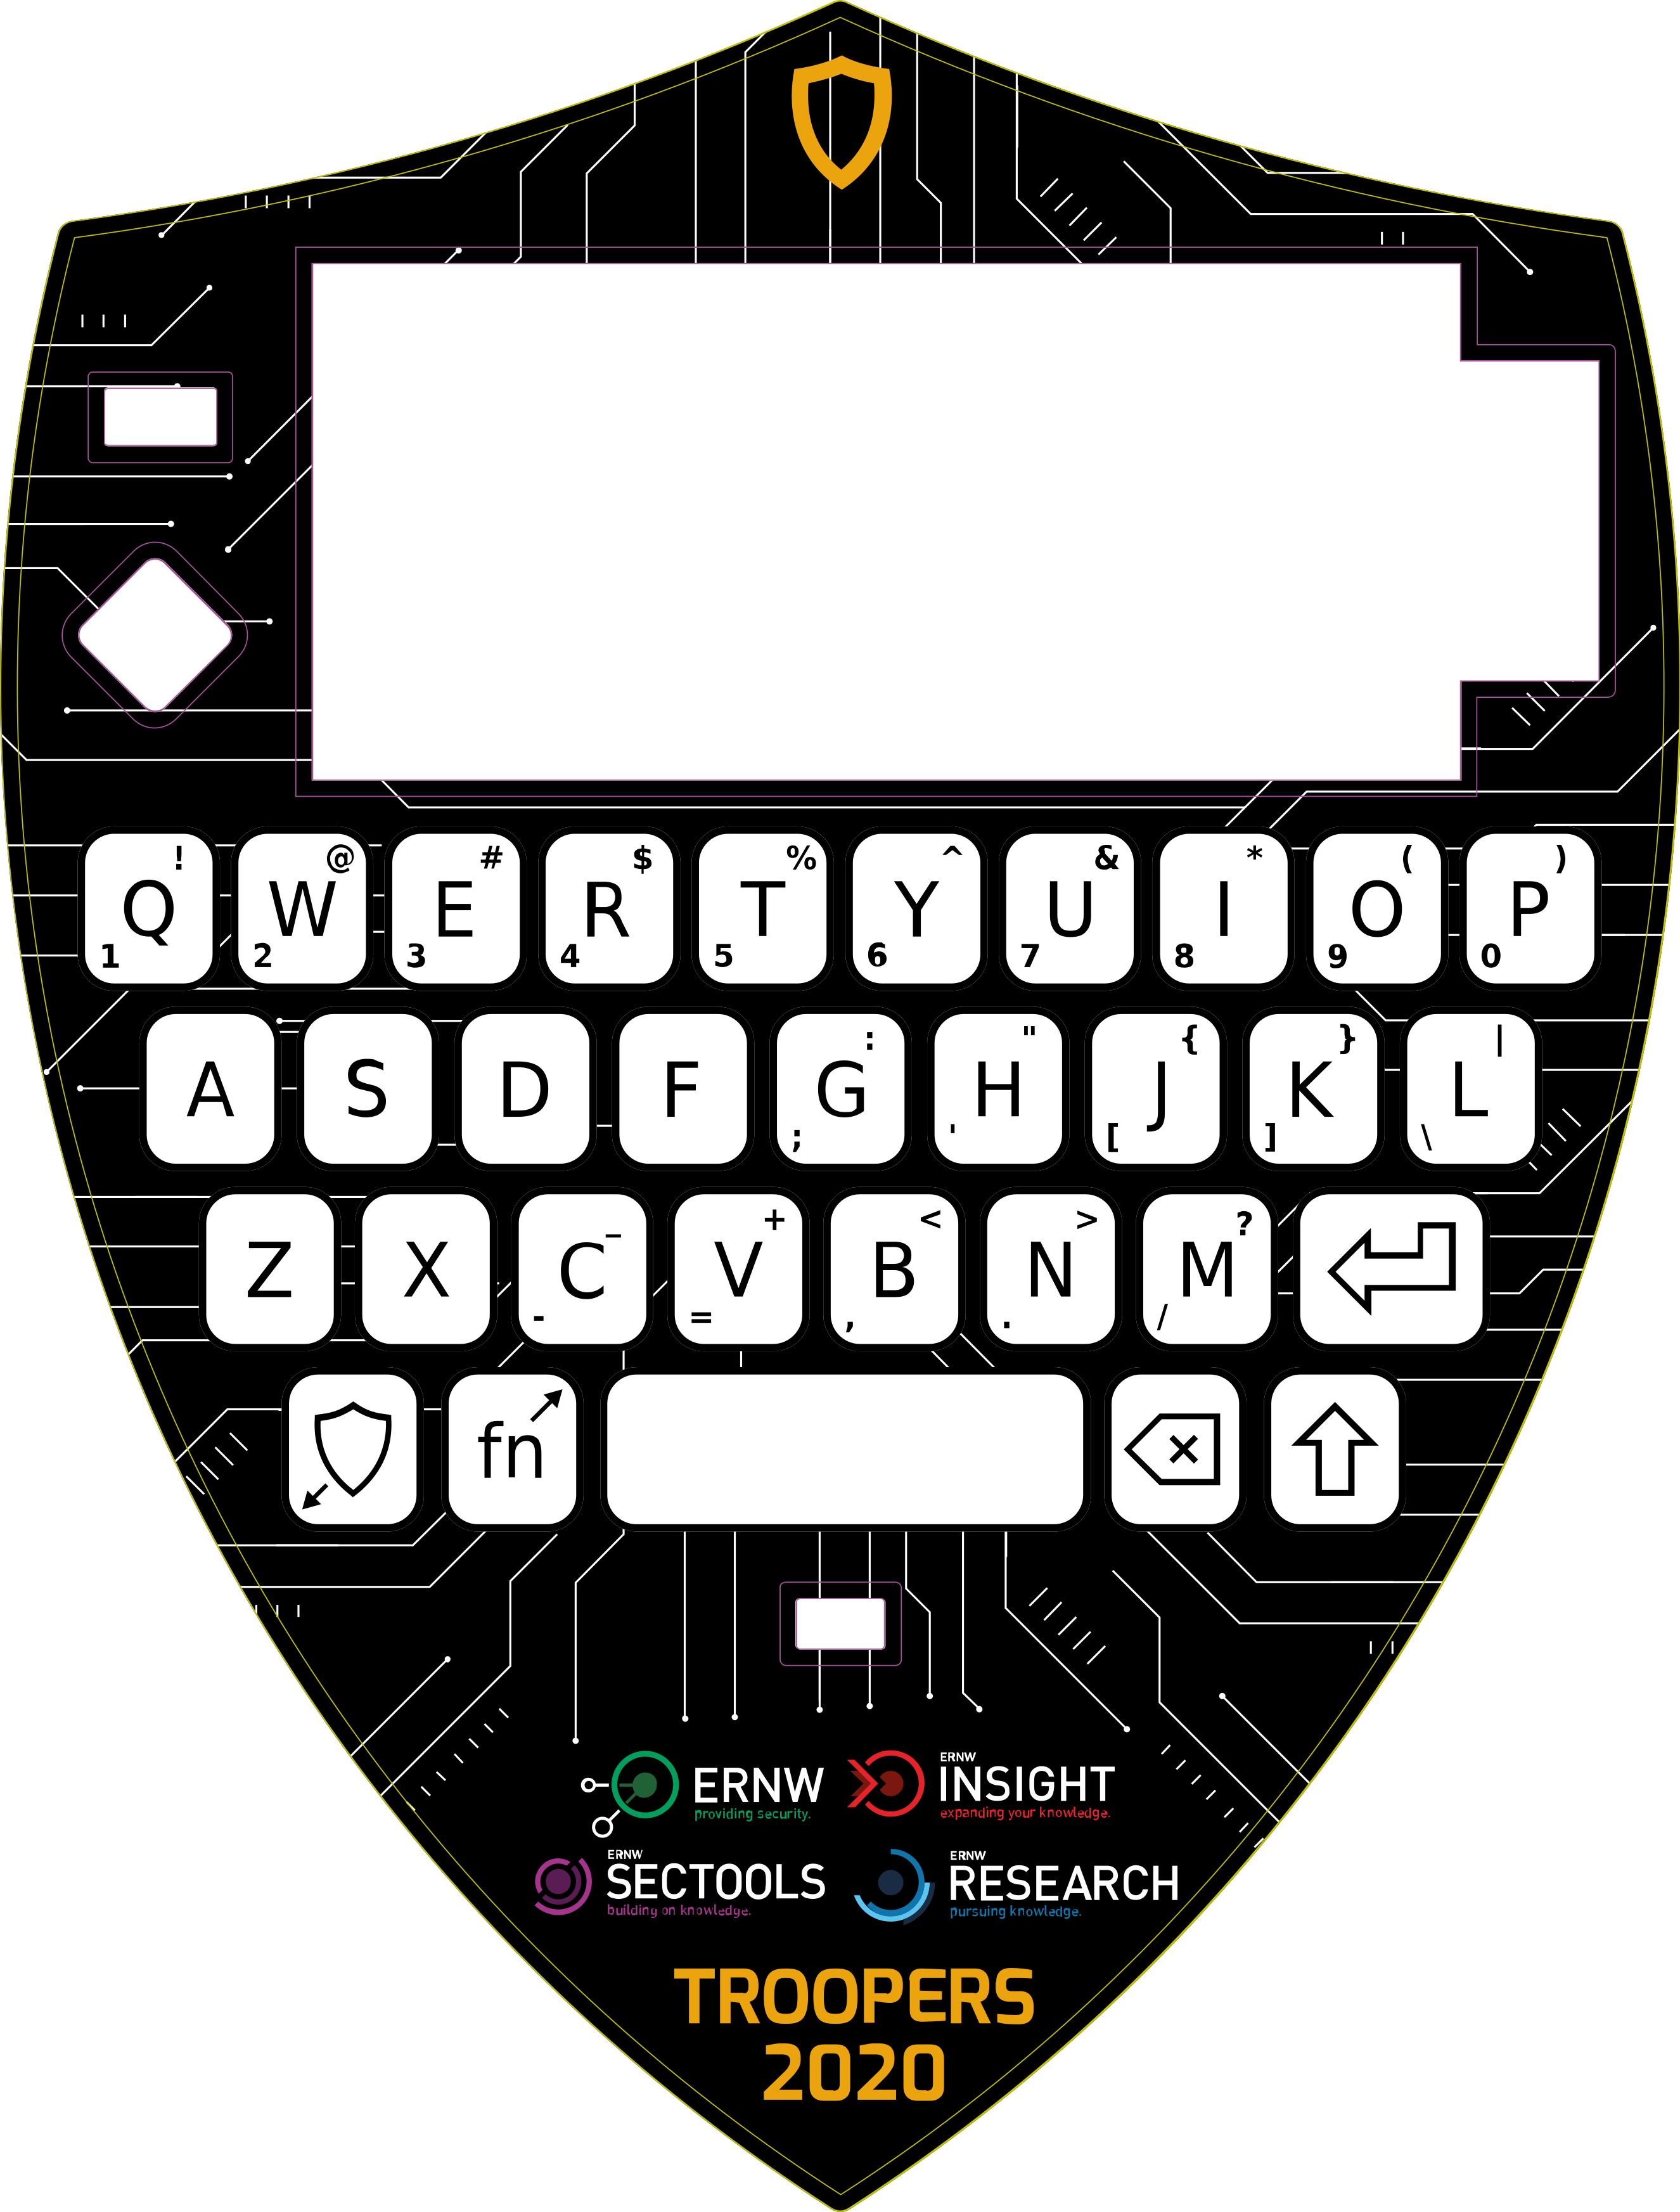 ! @ # $ % ^ & * ( )
Q W E R T Y U I O P
1 2 3 4 5 6 7 8 9 0
: " { } |
A S D F G H J K L
; ' [ ] \
_ + < > ?
Z X C V B N M
- = , . /
fn
ERNW
providing security.
ERNW
INSIGHT
expanding your knowledge.
ERNW
SECTOOLS
building on knowledge.
ERNW
RESEARCH
pursuing knowledge.
TROOPERS
2020